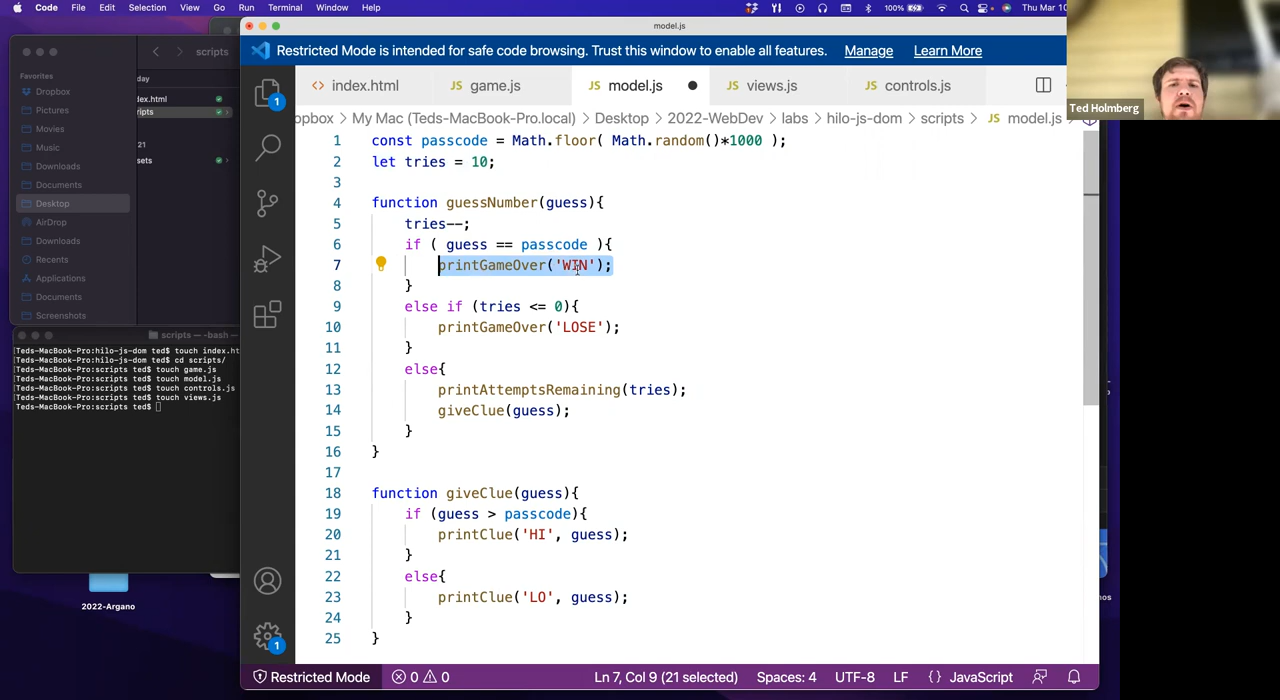 Code File Edit Selection View Go Run Terminal Window Help
100% Thu Mar 10
model.js
Restricted Mode is intended for safe code browsing. Trust this window to enable all features. Manage Learn More
Ted Holmberg
scripts
Favorites
Dropbox
Pictures
Movies
Music
Downloads
Documents
Desktop
AirDrop
Downloads
Recents
Applications
Documents
Screenshots
day
ex.html
ripts
21
sets
index.html
JS game.js
JS model.js
JS views.js
JS controls.js
opbox > My Mac (Teds-MacBook-Pro.local) > Desktop > 2022-WebDev > labs > hilo-js-dom > scripts > JS model.js
1 const passcode = Math.floor( Math.random()*1000 );
2 let tries = 10;
3
4 function guessNumber(guess){
5 tries--;
6 if ( guess == passcode ){
7 printGameOver('WIN');
8 }
9 else if (tries <= 0){
10 printGameOver('LOSE');
11 }
12 else{
13 printAttemptsRemaining(tries);
14 giveClue(guess);
15 }
16 }
17
18 function giveClue(guess){
19 if (guess > passcode){
20 printClue('HI', guess);
21 }
22 else{
23 printClue('LO', guess);
24 }
25 }
scripts — -bash —
Teds-MacBook-Pro:hilo-js-dom ted$ touch index.ht
Teds-MacBook-Pro:hilo-js-dom ted$ cd scripts/
Teds-MacBook-Pro:scripts ted$ touch game.js
Teds-MacBook-Pro:scripts ted$ touch model.js
Teds-MacBook-Pro:scripts ted$ touch controls.js
Teds-MacBook-Pro:scripts ted$ touch views.js
Teds-MacBook-Pro:scripts ted$
2022-Argano
1
1
Restricted Mode 0 0 Ln 7, Col 9 (21 selected) Spaces: 4 UTF-8 LF {} JavaScript